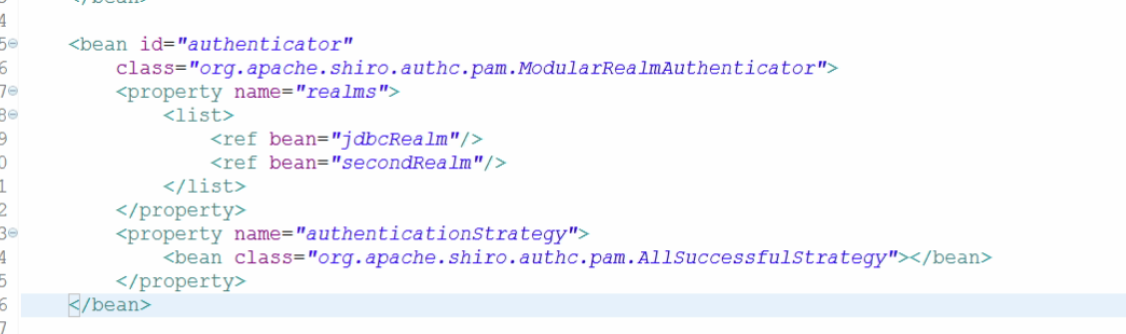 </bean>
4
5 <bean id="authenticator"
6 class="org.apache.shiro.authc.pam.ModularRealmAuthenticator">
7 <property name="realms">
8 <list>
9 <ref bean="jdbcRealm"/>
0 <ref bean="secondRealm"/>
1 </list>
2 </property>
3 <property name="authenticationStrategy">
4 <bean class="org.apache.shiro.authc.pam.AllSuccessfulStrategy"></bean>
5 </property>
6 </bean>
7